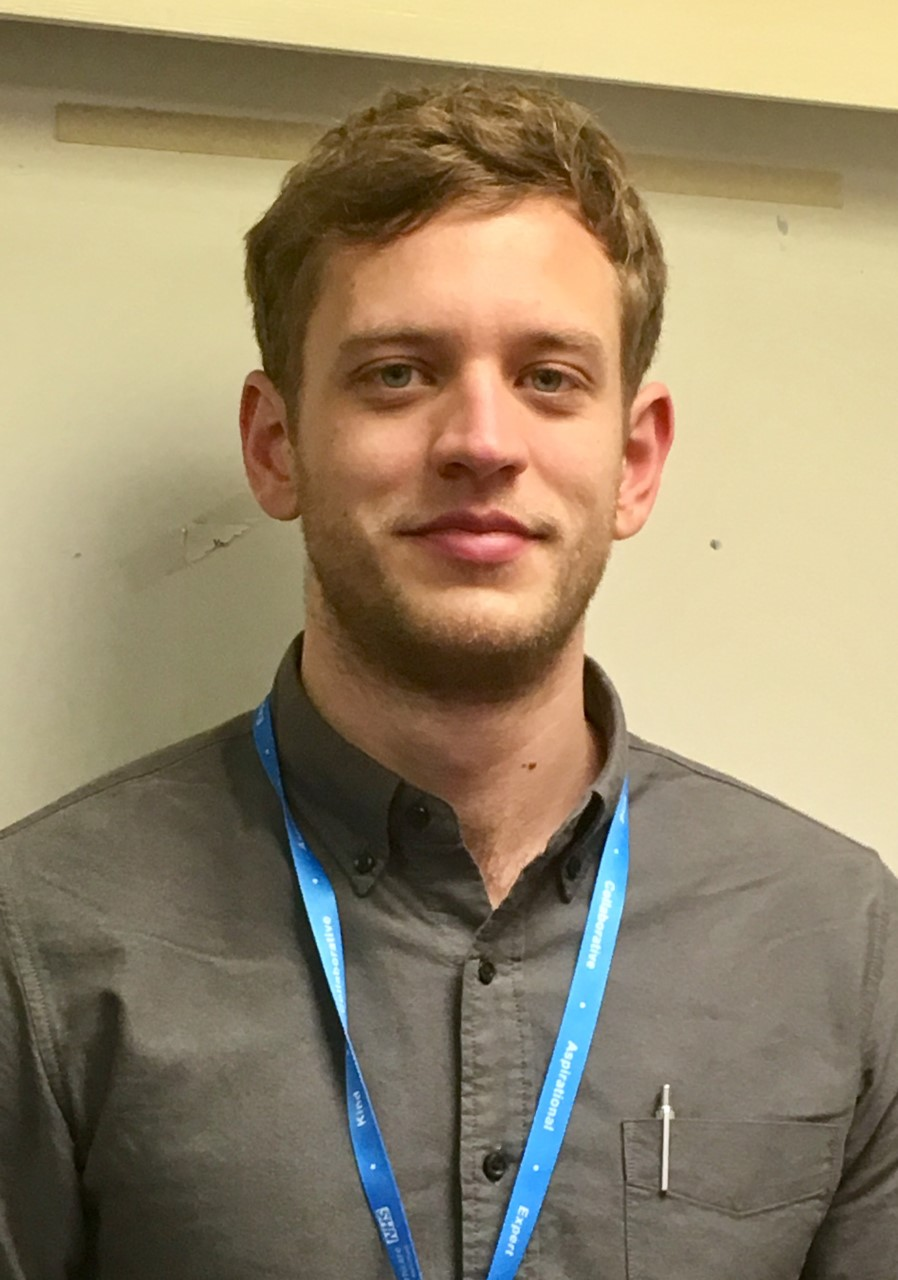 Collaborative
Kind
NHS
Collaborative
Aspirational
Expert